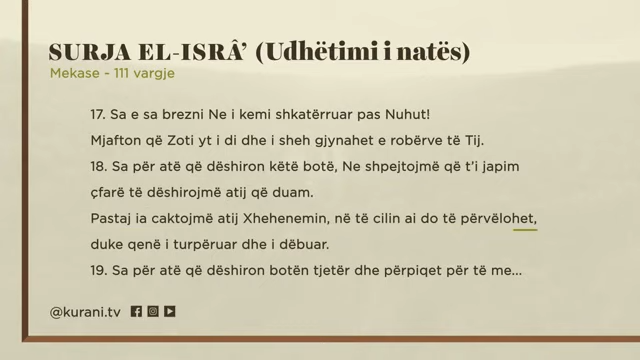 SURJA EL-ISRÂ’ (Udhëtimi i natës)
Mekase - 111 vargje
17. Sa e sa brezni Ne i kemi shkatërruar pas Nuhut!
Mjafton që Zoti yt i di dhe i sheh gjynahet e robërve të Tij.
18. Sa për atë që dëshiron këtë botë, Ne shpejtojmë që t’i japim
çfarë të dëshirojmë atij që duam.
Pastaj ia caktojmë atij Xhehenemin, në të cilin ai do të përvëlohet,
duke qenë i turpëruar dhe i dëbuar.
19. Sa për atë që dëshiron botën tjetër dhe përpiqet për të me...
@kurani.tv